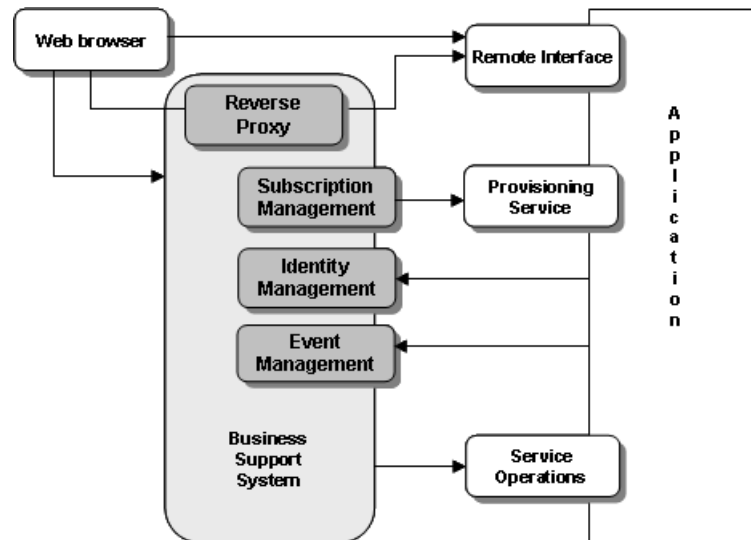 Web browser
Remote Interface
Reverse
Proxy
Subscription
Management
Provisioning
Service
Identity
Management
Event
Management
Business
Support
System
Service
Operations
A
p
p
l
i
c
a
t
i
o
n